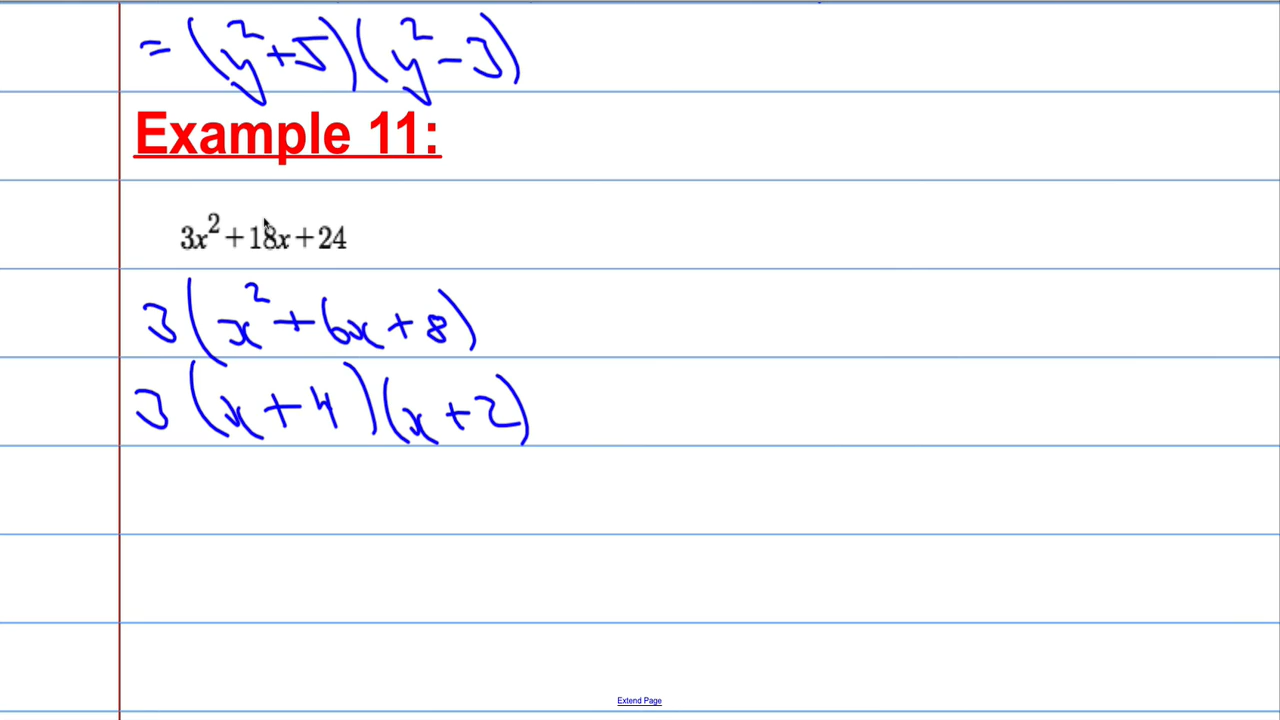 = (y²+5)(y²-3)
Example 11:
3x²+18x+24
3(x²+6x+8)
3(x+4)(x+2)
Extend Page